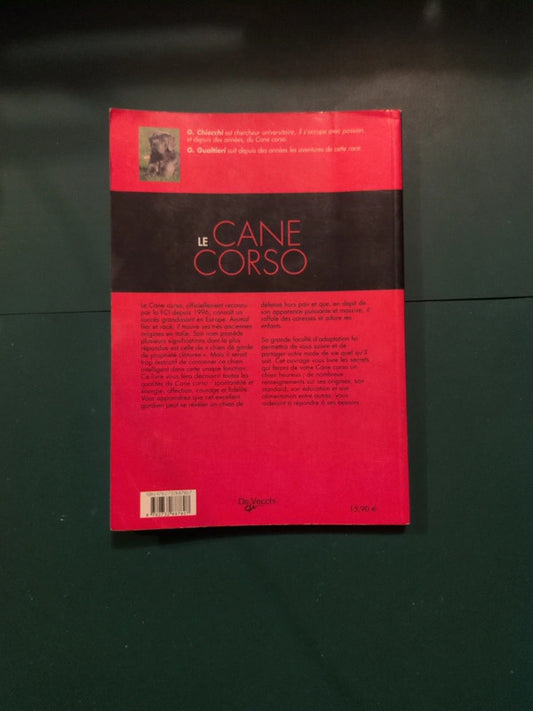 G. Chiecchi est chercheur universitaire, il s'occupe avec passion,
et depuis des années, du Cane corso.
G. Gualtieri suit depuis des années les aventures de cette race.
LE CANE
CORSO
Le Cane corso, officiellement reconnu
par la FCI depuis 1996, connaît un
succès grandissant en Europe. Animal
fier et racé, il trouve ses très anciennes
origines en Italie. Son nom possède
plusieurs significations dont la plus
répandue est celle de « chien de garde
de propriété clôturée ». Mais il serait
trop restrictif de cantonner ce chien
intelligent dans cette unique fonction.
Ce livre vous fera découvrir toutes les
qualités du Cane corso : spontanéité et
énergie, affection, courage et fidélité.
Vous apprendrez que cet excellent
gardien peut se révéler un chien de
défense hors pair et que, en dépit de
son apparence puissante et massive, il
raffole des caresses et adore les
enfants.
Sa grande faculté d'adaptation lui
permettra de vous suivre et de
partager votre mode de vie quel qu'il
soit. Cet ouvrage vous livre les secrets
qui feront de votre Cane corso un
chien heureux ; de nombreux
renseignements sur ses origines, son
standard, son éducation et son
alimentation entre autres, vous
aideront à répondre à ses besoins.
De Vecchi
15,90 €